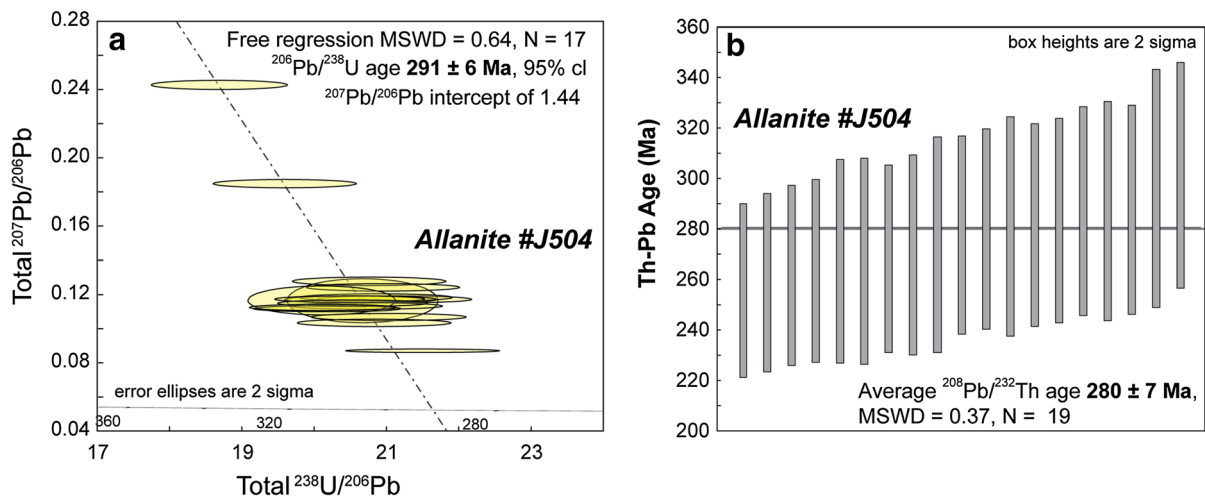 a
Free regression MSWD = 0.64, N = 17
²⁰⁶Pb/²³⁸U age 291 ± 6 Ma, 95% cl
²⁰⁷Pb/²⁰⁶Pb intercept of 1.44
Allanite #J504
error ellipses are 2 sigma
360
320
280
0.28
0.24
0.20
0.16
0.12
0.08
0.04
Total ²⁰⁷Pb/²⁰⁶Pb
17
19
21
23
Total ²³⁸U/²⁰⁶Pb
b
box heights are 2 sigma
Allanite #J504
Average ²⁰⁸Pb/²³²Th age 280 ± 7 Ma,
MSWD = 0.37, N = 19
360
340
320
300
280
260
240
220
200
Th-Pb Age (Ma)